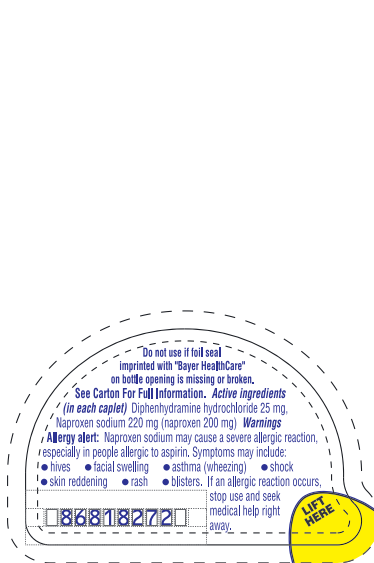 Do not use if foil seal
imprinted with "Bayer HealthCare"
on bottle opening is missing or broken.
See Carton For Full Information. Active ingredients
(in each caplet) Diphenhydramine hydrochloride 25 mg,
Naproxen sodium 220 mg (naproxen 200 mg) Warnings
Allergy alert: Naproxen sodium may cause a severe allergic reaction,
especially in people allergic to aspirin. Symptoms may include:
● hives ● facial swelling ● asthma (wheezing) ● shock
● skin reddening ● rash ● blisters. If an allergic reaction occurs,
stop use and seek
medical help right
away.
86818272
LIFT
HERE